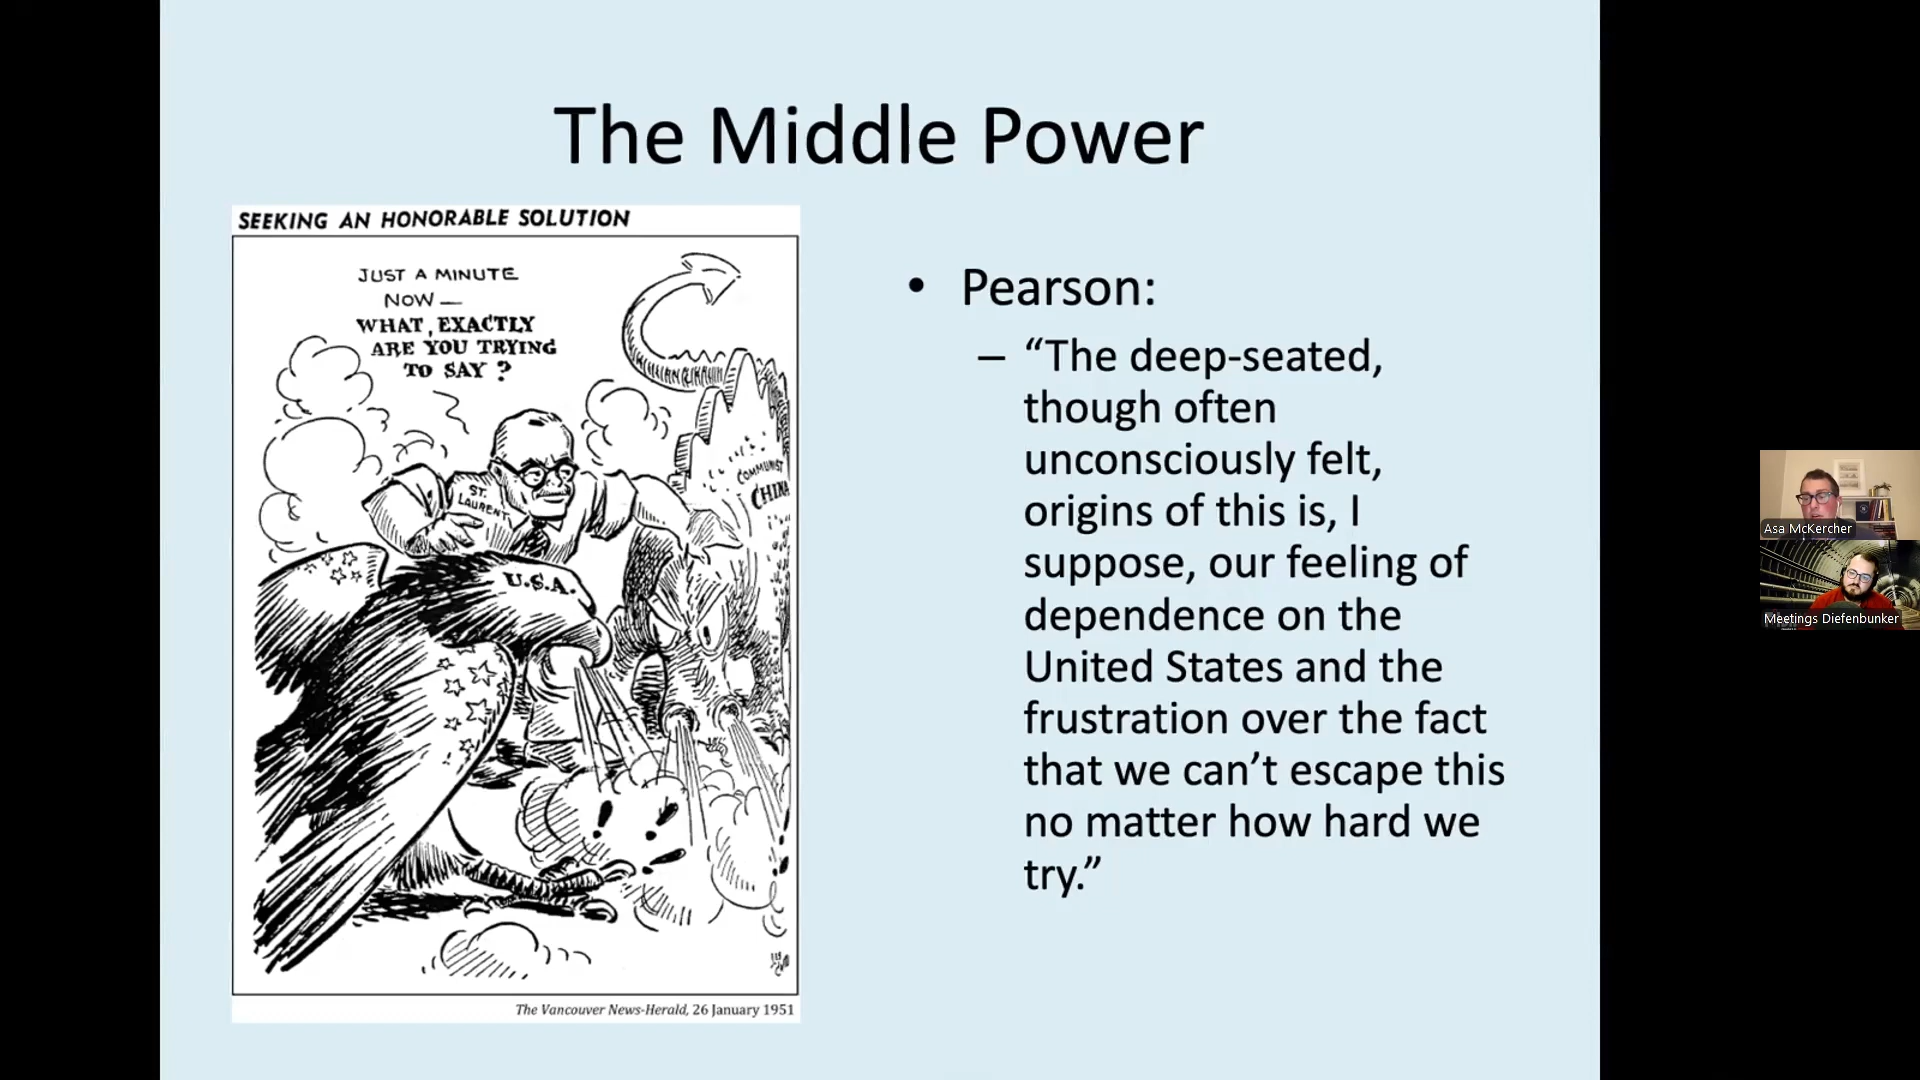 The Middle Power
SEEKING AN HONORABLE SOLUTION
JUST A MINUTE
NOW —
WHAT, EXACTLY
ARE YOU TRYING
TO SAY ?
ST.
LAURENT
U.S.A.
COMMUNIST
CHINA
The Vancouver News-Herald, 26 January 1951
• Pearson:
– “The deep-seated,
though often
unconsciously felt,
origins of this is, I
suppose, our feeling of
dependence on the
United States and the
frustration over the fact
that we can’t escape this
no matter how hard we
try.”
Asa McKercher
Meetings Diefenbunker